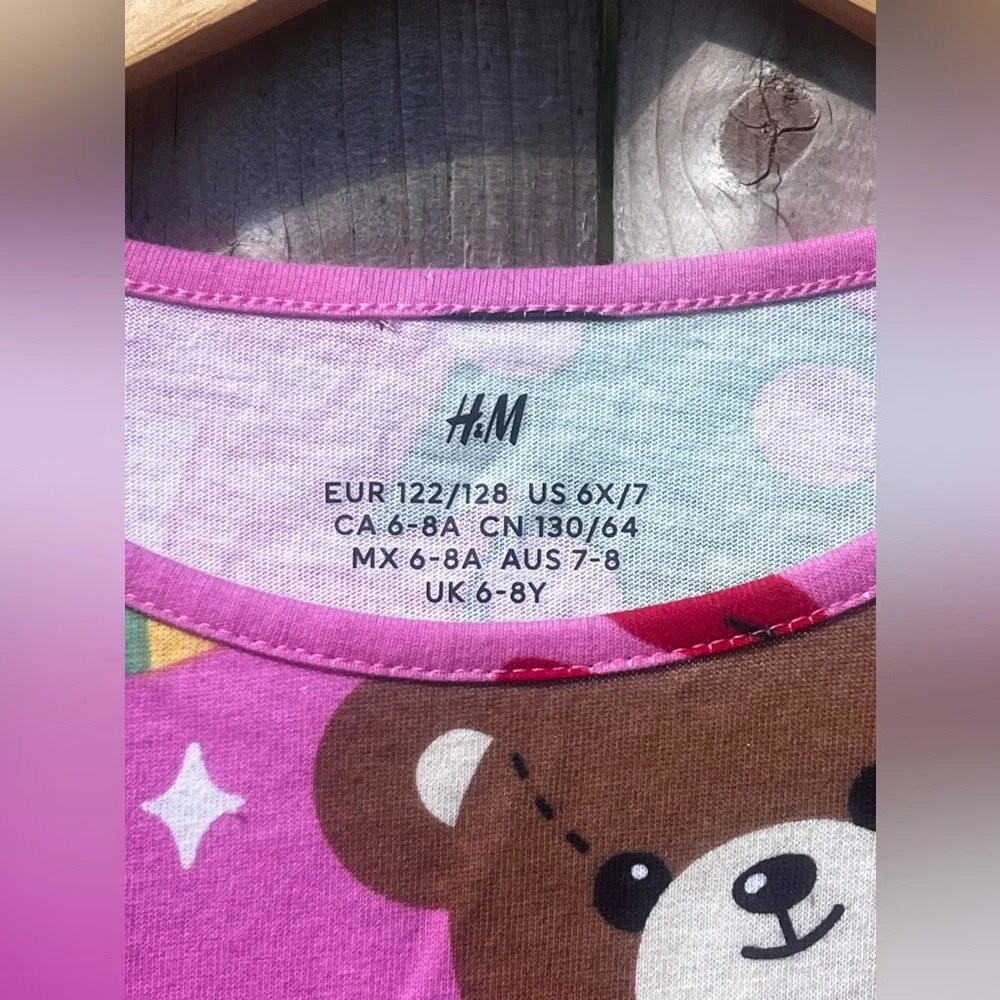 H&M
EUR 122/128 US 6X/7
CA 6-8A CN 130/64
MX 6-8A AUS 7-8
UK 6-8Y